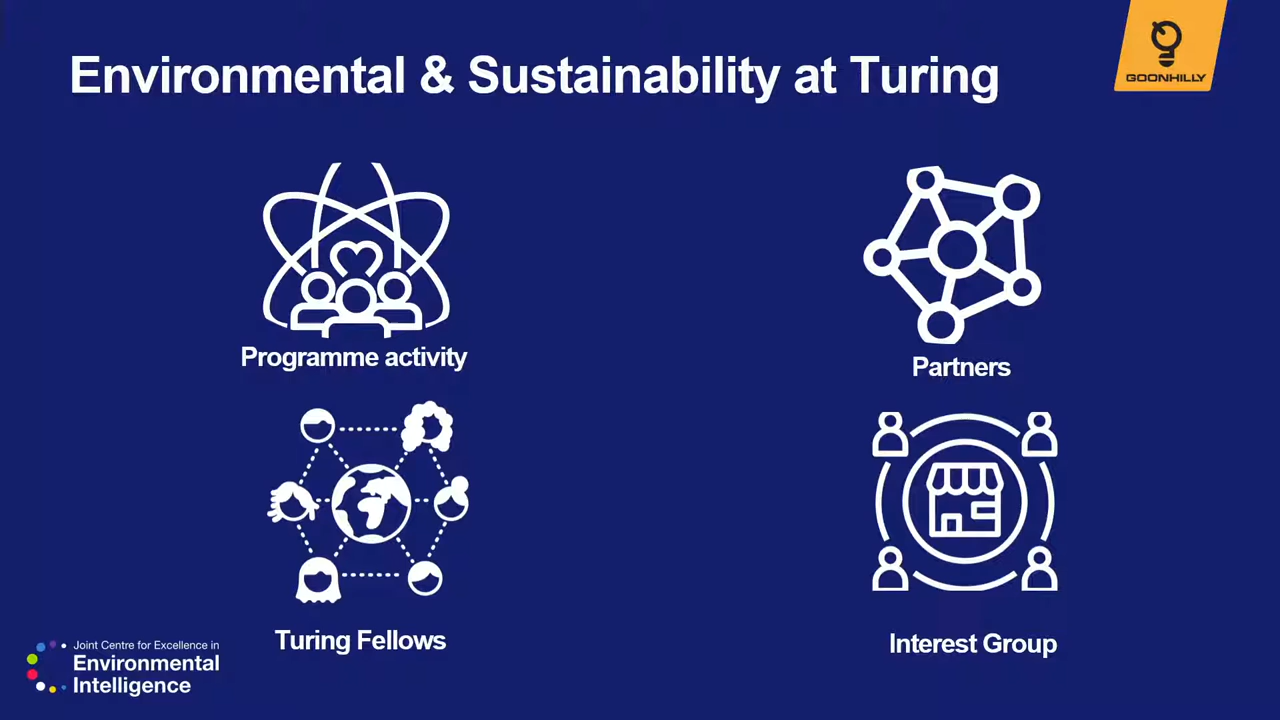 Environmental & Sustainability at Turing
GOONHILLY
Programme activity
Partners
Turing Fellows
Interest Group
Joint Centre for Excellence in
Environmental
Intelligence